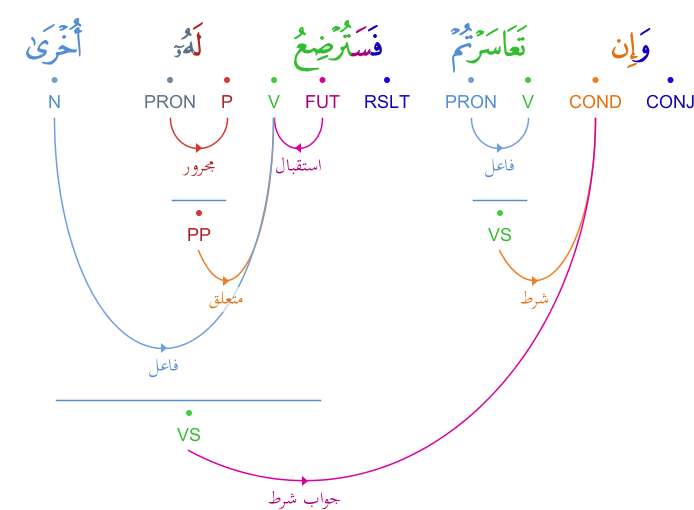 وَإِن تَعَاسَرْتُمْ فَسَتُرْضِعُ لَهُۥٓ أُخْرَىٰ
N PRON P V FUT RSLT PRON V COND CONJ
مجرور استقبال فاعل
PP VS
متعلق شرط
فاعل
VS
جواب شرط